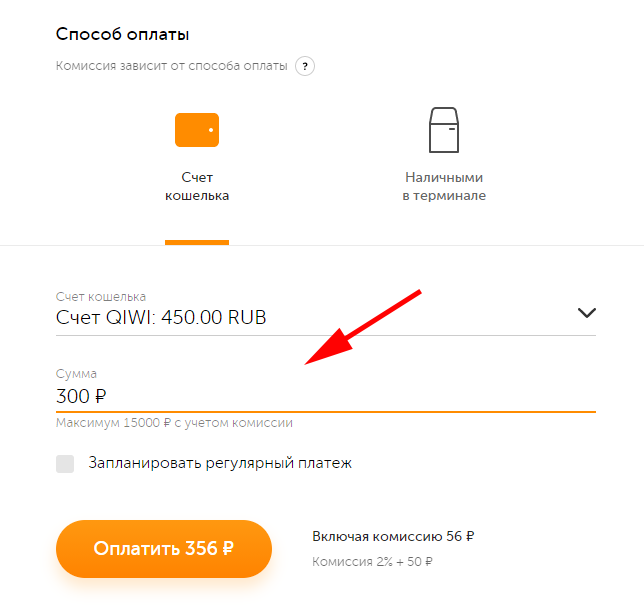 Способ оплаты
Комиссия зависит от способа оплаты ?
Счет
кошелька
Наличными
в терминале
Счет кошелька
Счет QIWI: 450.00 RUB
Сумма
300 ₽
Максимум 15000 ₽ с учетом комиссии
Запланировать регулярный платеж
Оплатить 356 ₽
Включая комиссию 56 ₽
Комиссия 2% + 50 ₽